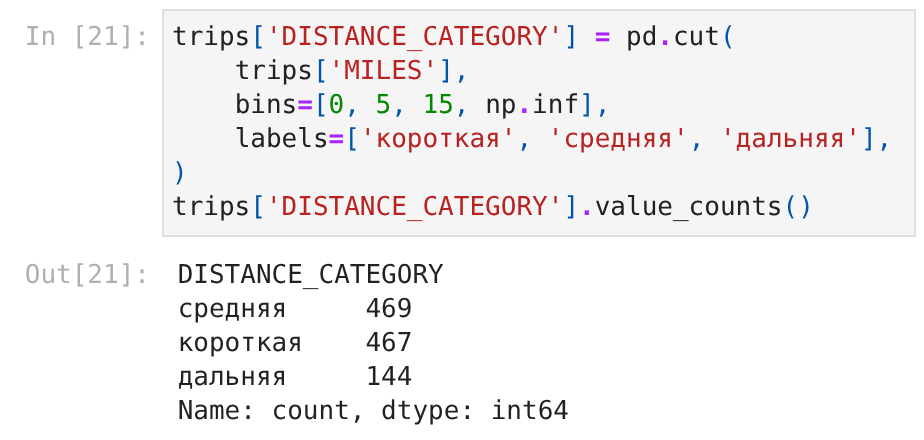 In [21]: trips['DISTANCE_CATEGORY'] = pd.cut(
    trips['MILES'],
    bins=[0, 5, 15, np.inf],
    labels=['короткая', 'средняя', 'дальняя'],
)
trips['DISTANCE_CATEGORY'].value_counts()
Out[21]: DISTANCE_CATEGORY
средняя     469
короткая    467
дальняя     144
Name: count, dtype: int64